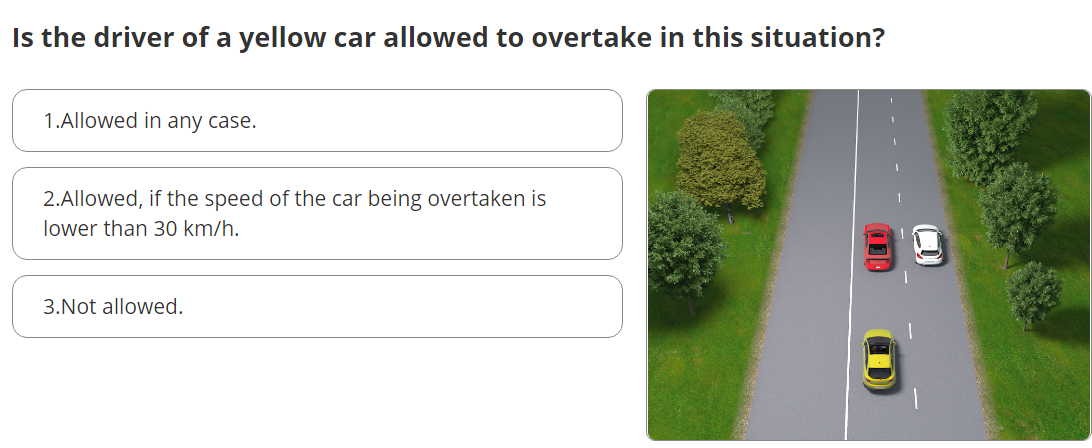 Is the driver of a yellow car allowed to overtake in this situation?
1.Allowed in any case.
2.Allowed, if the speed of the car being overtaken is
lower than 30 km/h.
3.Not allowed.